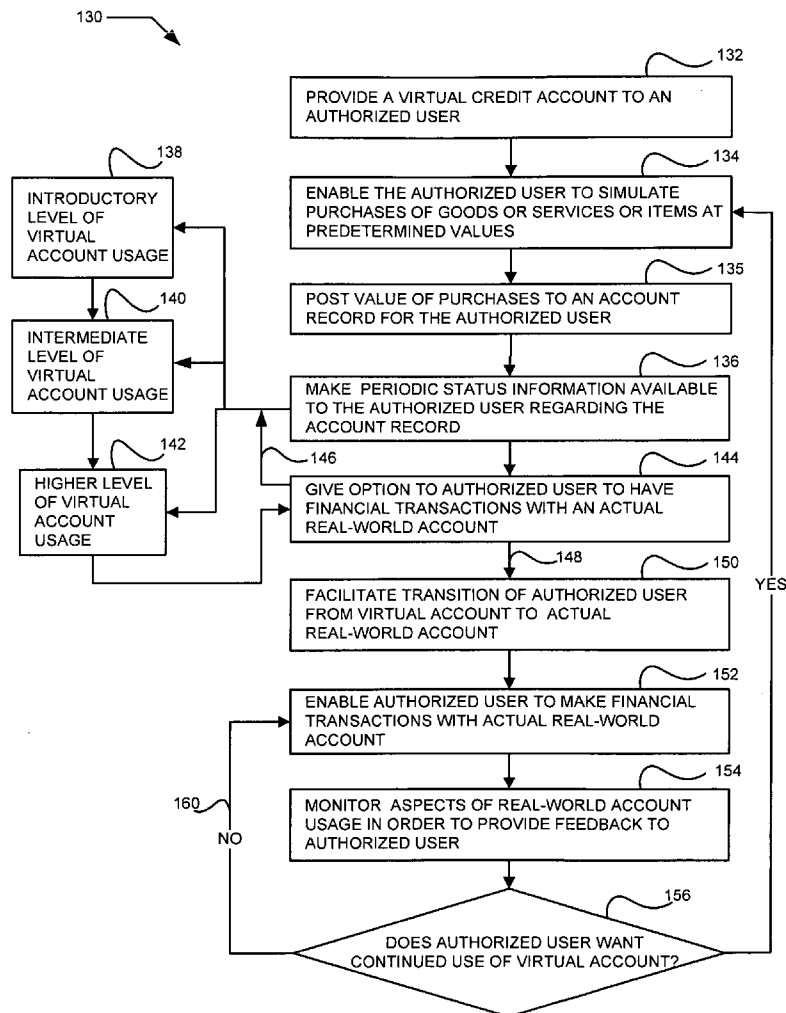 130
132
PROVIDE A VIRTUAL CREDIT ACCOUNT TO AN
AUTHORIZED USER
138
134
INTRODUCTORY
LEVEL OF
VIRTUAL
ACCOUNT USAGE
ENABLE THE AUTHORIZED USER TO SIMULATE
PURCHASES OF GOODS OR SERVICES OR ITEMS AT
PREDETERMINED VALUES
135
POST VALUE OF PURCHASES TO AN ACCOUNT
RECORD FOR THE AUTHORIZED USER
140
INTERMEDIATE
LEVEL OF
VIRTUAL
ACCOUNT USAGE
136
MAKE PERIODIC STATUS INFORMATION AVAILABLE
TO THE AUTHORIZED USER REGARDING THE
ACCOUNT RECORD
142
HIGHER LEVEL
OF VIRTUAL
ACCOUNT
USAGE
146
144
GIVE OPTION TO AUTHORIZED USER TO HAVE
FINANCIAL TRANSACTIONS WITH AN ACTUAL
REAL-WORLD ACCOUNT
148
150
FACILITATE TRANSITION OF AUTHORIZED USER
FROM VIRTUAL ACCOUNT TO ACTUAL
REAL-WORLD ACCOUNT
YES
152
ENABLE AUTHORIZED USER TO MAKE FINANCIAL
TRANSACTIONS WITH ACTUAL REAL-WORLD
ACCOUNT
154
MONITOR ASPECTS OF REAL-WORLD ACCOUNT
USAGE IN ORDER TO PROVIDE FEEDBACK TO
AUTHORIZED USER
160
NO
156
DOES AUTHORIZED USER WANT
CONTINUED USE OF VIRTUAL ACCOUNT?